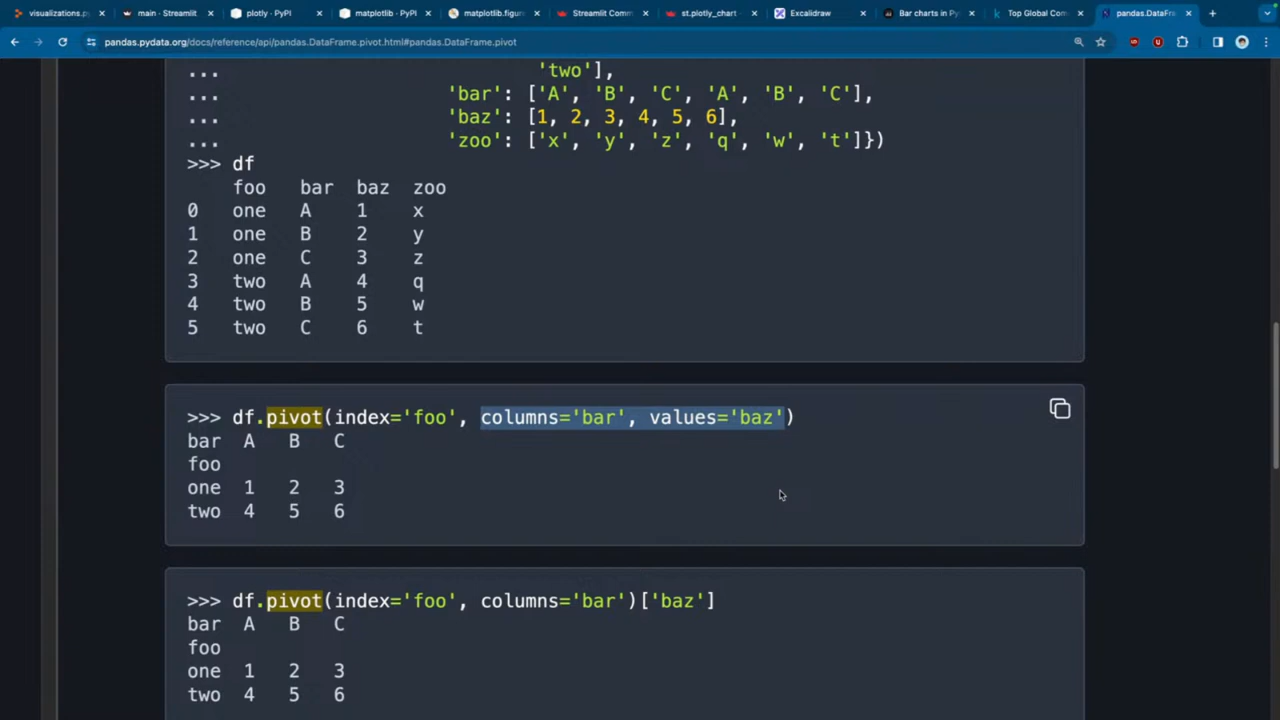 visualizations.py
main · Streamlit
plotly · PyPI
matplotlib · PyPI
matplotlib.figur
Streamlit Comm
st.plotly_chart
Excalidraw
Bar charts in Py
Top Global Com
pandas.DataFrar
pandas.pydata.org/docs/reference/api/pandas.DataFrame.pivot.html#pandas.DataFrame.pivot
... 'two'],
... 'bar': ['A', 'B', 'C', 'A', 'B', 'C'],
... 'baz': [1, 2, 3, 4, 5, 6],
... 'zoo': ['x', 'y', 'z', 'q', 'w', 't']})
>>> df
foo bar baz zoo
0 one A 1 x
1 one B 2 y
2 one C 3 z
3 two A 4 q
4 two B 5 w
5 two C 6 t
>>> df.pivot(index='foo', columns='bar', values='baz')
bar A B C
foo
one 1 2 3
two 4 5 6
>>> df.pivot(index='foo', columns='bar')['baz']
bar A B C
foo
one 1 2 3
two 4 5 6